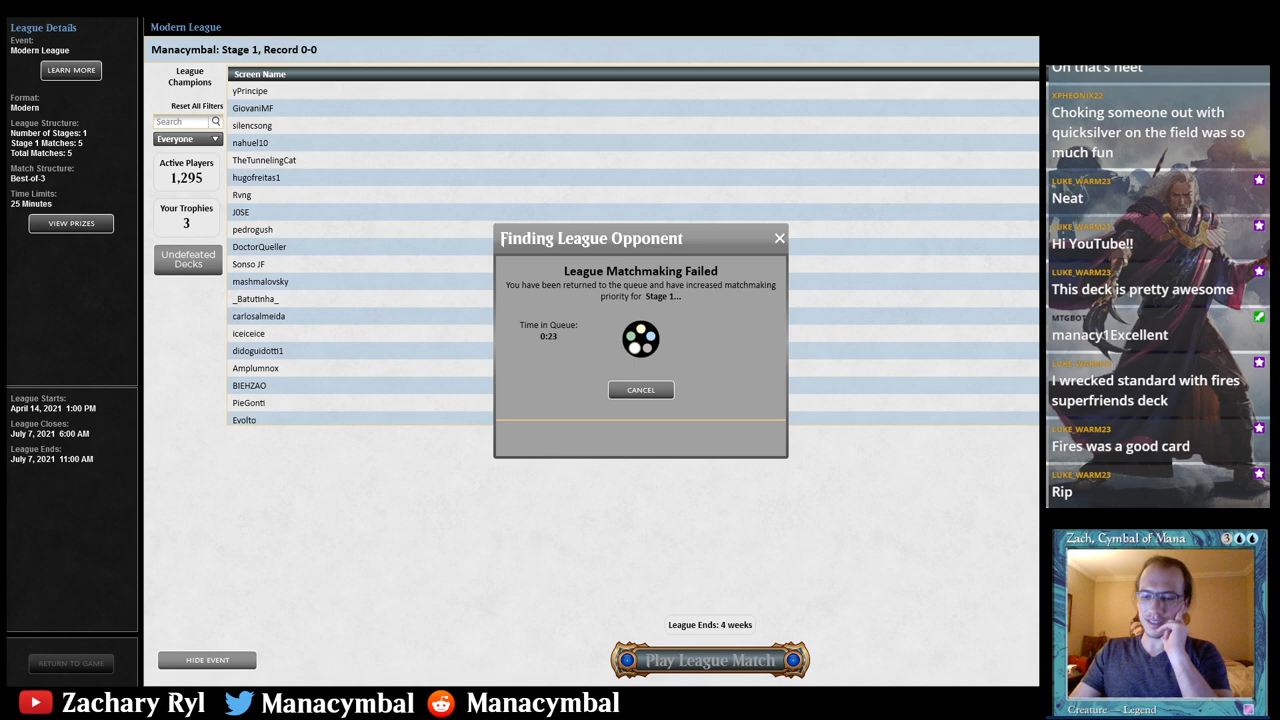 League Details
Event:
Modern League
LEARN MORE
Format:
Modern
League Structure:
Number of Stages: 1
Stage 1 Matches: 5
Total Matches: 5
Match Structure:
Best-of-3
Time Limits:
25 Minutes
VIEW PRIZES
League Starts:
April 14, 2021 1:00 PM
League Closes:
July 7, 2021 6:00 AM
League Ends:
July 7, 2021 11:00 AM
RETURN TO GAME
Modern League
Manacymbal: Stage 1, Record 0-0
League
Champions
Reset All Filters
Search
Everyone
Active Players
1,295
Your Trophies
3
Undefeated
Decks
Screen Name
yPrincipe
GiovaniMF
silencsong
nahuel10
TheTunnelingCat
hugofreitas1
Rvng
J0SE
pedrogush
DoctorQueller
Sonso JF
mashmalovsky
_Batutinha_
carlosalmeida
iceiceice
didoguidotti1
Amplumnox
BIEHZAO
PieGonti
Evolto
Finding League Opponent
League Matchmaking Failed
You have been returned to the queue and have increased matchmaking
priority for Stage 1...
Time in Queue:
0:23
CANCEL
League Ends: 4 weeks
HIDE EVENT
Play League Match
Oh that's neet
XPHEONIX22
Choking someone out with
quicksilver on the field was so
much fun
LUKE_WARM23
Neat
LUKE_WARM23
Hi YouTube!!
LUKE_WARM23
This deck is pretty awesome
MTGBOT
manacy1Excellent
LUKE_WARM23
I wrecked standard with fires
superfriends deck
LUKE_WARM23
Fires was a good card
LUKE_WARM23
Rip
Zach, Cymbal of Mana 3
Creature — Legend
Zachary Ryl Manacymbal Manacymbal